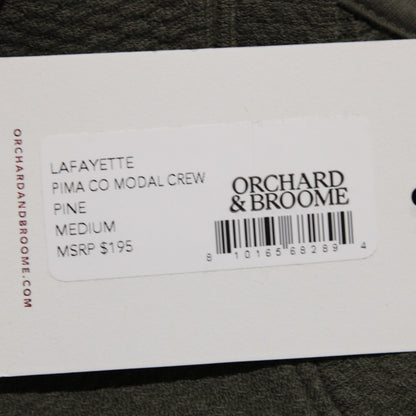 ORCHARDANDBROOME.COM
LAFAYETTE
PIMA CO MODAL CREW
PINE
MEDIUM
MSRP $195
ORCHARD
& BROOME
8 10165 68289 4